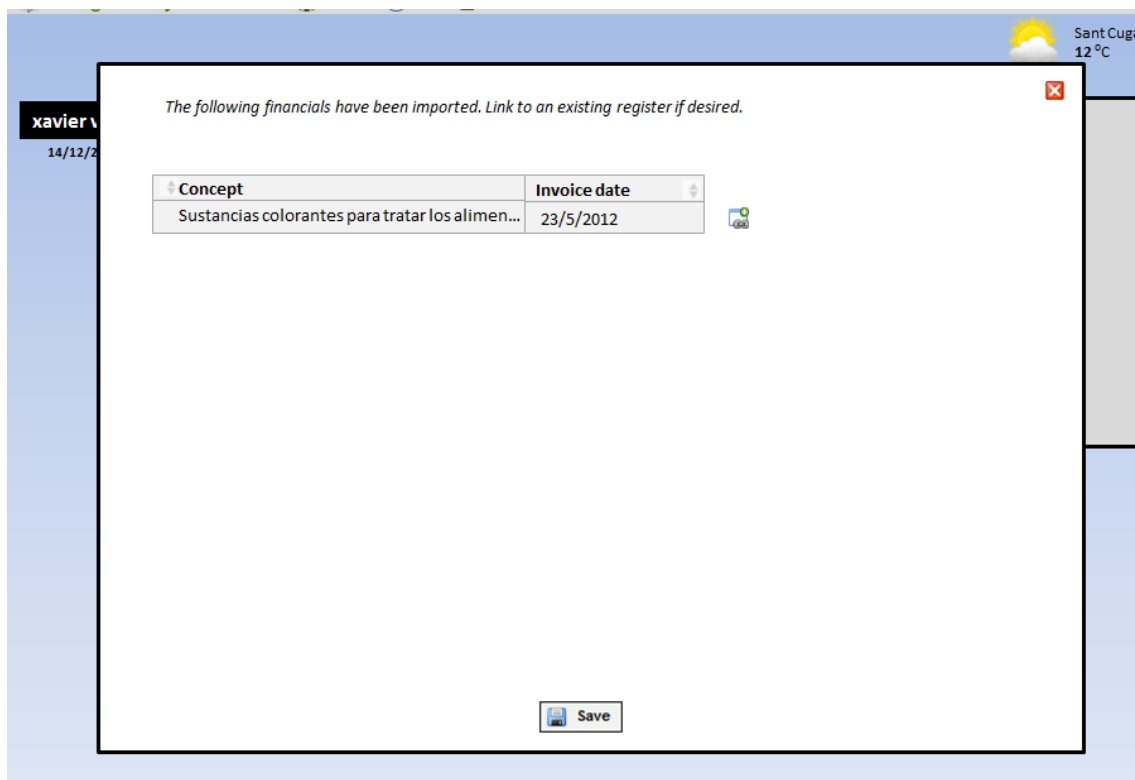 Sant Cuga
12 ºC
xavier v
14/12/2
The following financials have been imported. Link to an existing register if desired.
Concept Invoice date
Sustancias colorantes para tratar los alimen... 23/5/2012
Save